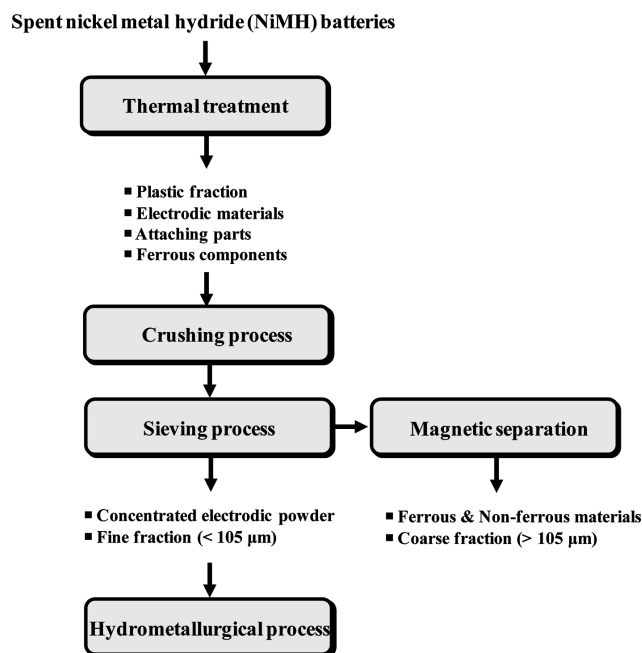 Spent nickel metal hydride (NiMH) batteries
Thermal treatment
▪ Plastic fraction
▪ Electrodic materials
▪ Attaching parts
▪ Ferrous components
Crushing process
Sieving process
Magnetic separation
▪ Concentrated electrodic powder
▪ Fine fraction (< 105 μm)
▪ Ferrous & Non-ferrous materials
▪ Coarse fraction (> 105 μm)
Hydrometallurgical process